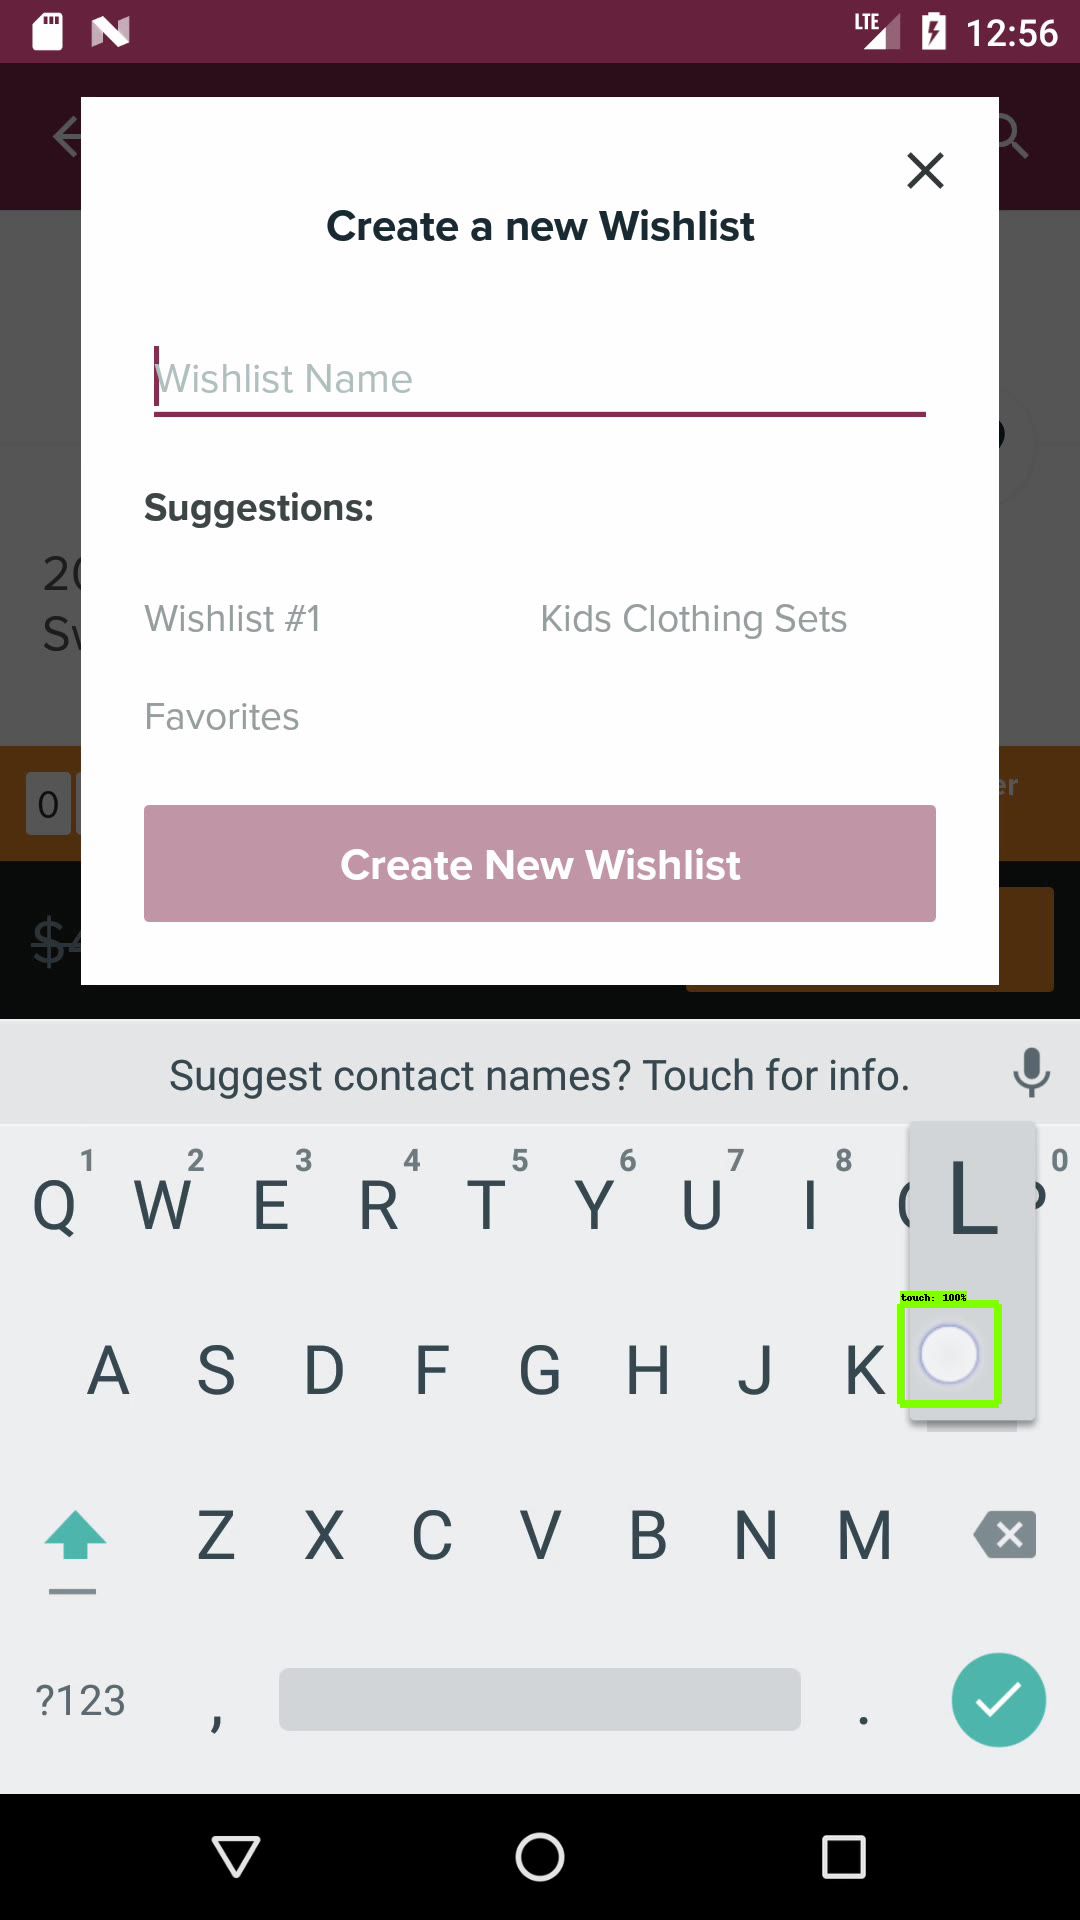 LTE 12:56
Create a new Wishlist
Wishlist Name
Suggestions:
Wishlist #1 Kids Clothing Sets
Favorites
0
Create New Wishlist
Suggest contact names? Touch for info.
1 2 3 4 5 6 7 8 0
Q W E R T Y U I
L
touch: 100%
A S D F G H J K
Z X C V B N M
?123 , .